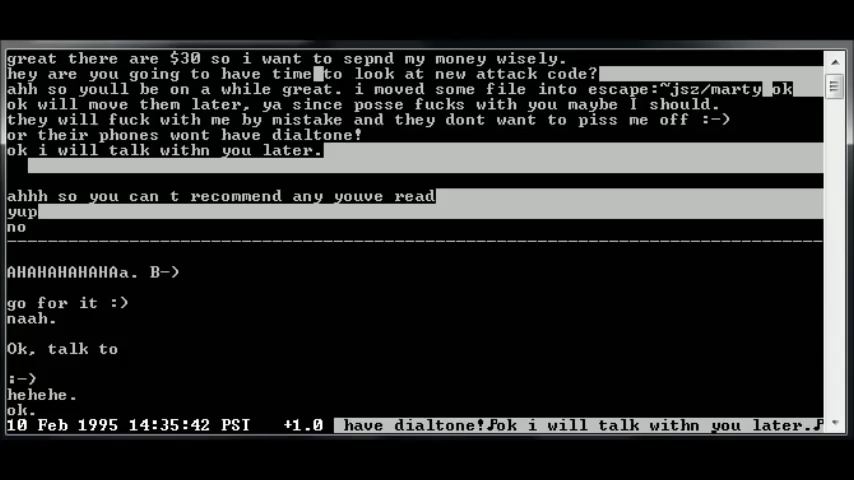 great there are $30 so i want to sepnd my money wisely.
hey are you going to have time to look at new attack code?
ahh so youll be on a while great. i moved some file into escape:~jsz/marty ok
ok will move them later, ya since posse fucks with you maybe I should.
they will fuck with me by mistake and they dont want to piss me off :-)
or their phones wont have dialtone!
ok i will talk withn you later.
ahhh so you can t recommend any youve read
yup
no
--------------------------------------------------------------------------------
AHAHAHAHAHAa. B-)
go for it :)
naah.
Ok, talk to
:-)
hehehe.
ok.
10 Feb 1995 14:35:42 PSI +1.0 have dialtone!♪ok i will talk withn you later.♪